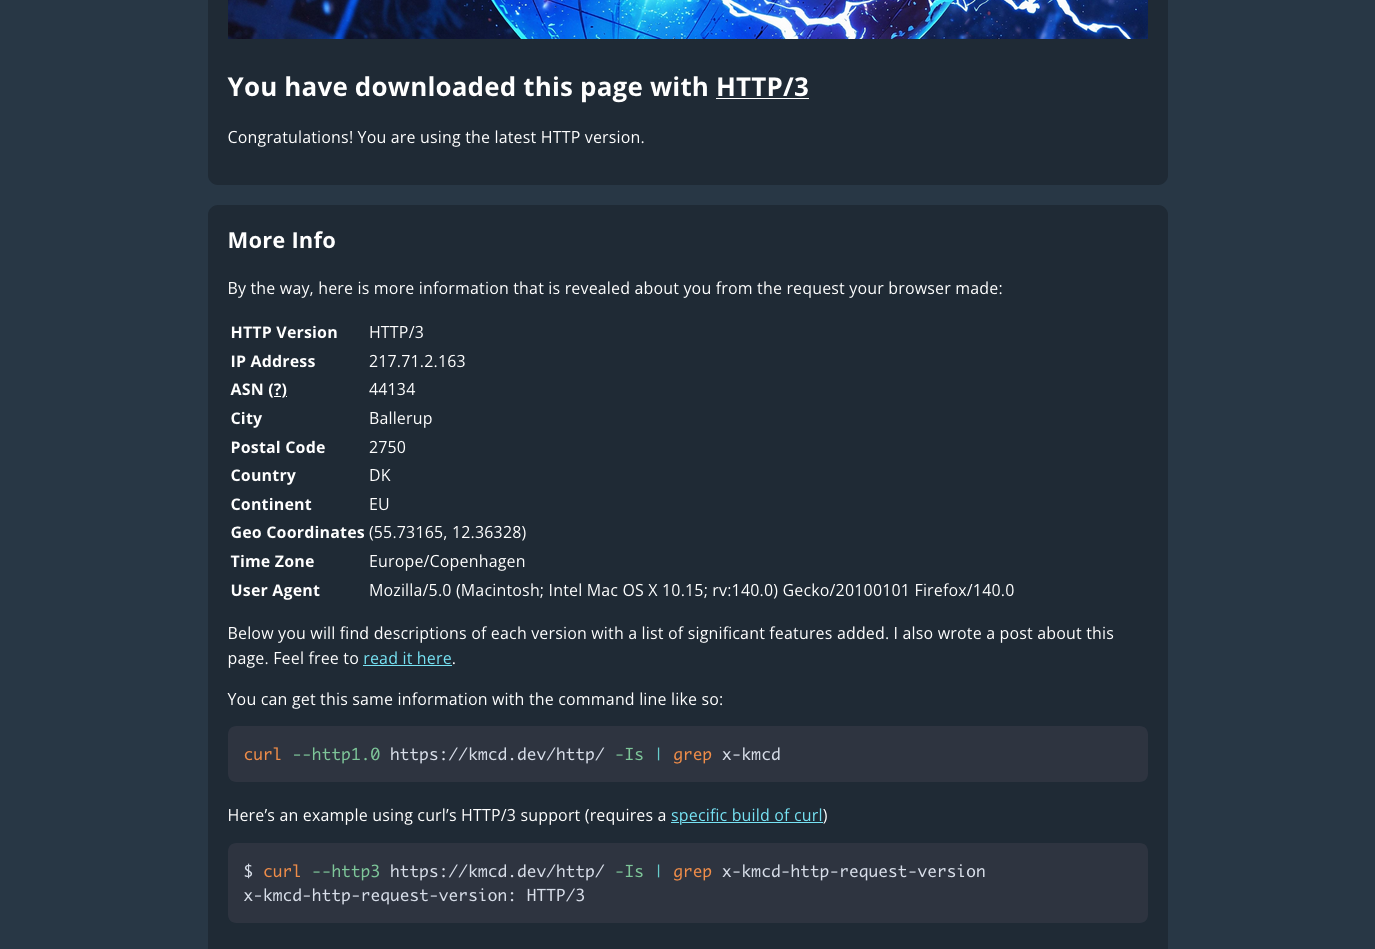 You have downloaded this page with HTTP/3
Congratulations! You are using the latest HTTP version.
More Info
By the way, here is more information that is revealed about you from the request your browser made:
HTTP Version HTTP/3
IP Address 217.71.2.163
ASN (?) 44134
City Ballerup
Postal Code 2750
Country DK
Continent EU
Geo Coordinates (55.73165, 12.36328)
Time Zone Europe/Copenhagen
User Agent Mozilla/5.0 (Macintosh; Intel Mac OS X 10.15; rv:140.0) Gecko/20100101 Firefox/140.0
Below you will find descriptions of each version with a list of significant features added. I also wrote a post about this
page. Feel free to read it here.
You can get this same information with the command line like so:
curl --http1.0 https://kmcd.dev/http/ -Is | grep x-kmcd
Here’s an example using curl’s HTTP/3 support (requires a specific build of curl)
$ curl --http3 https://kmcd.dev/http/ -Is | grep x-kmcd-http-request-version
x-kmcd-http-request-version: HTTP/3